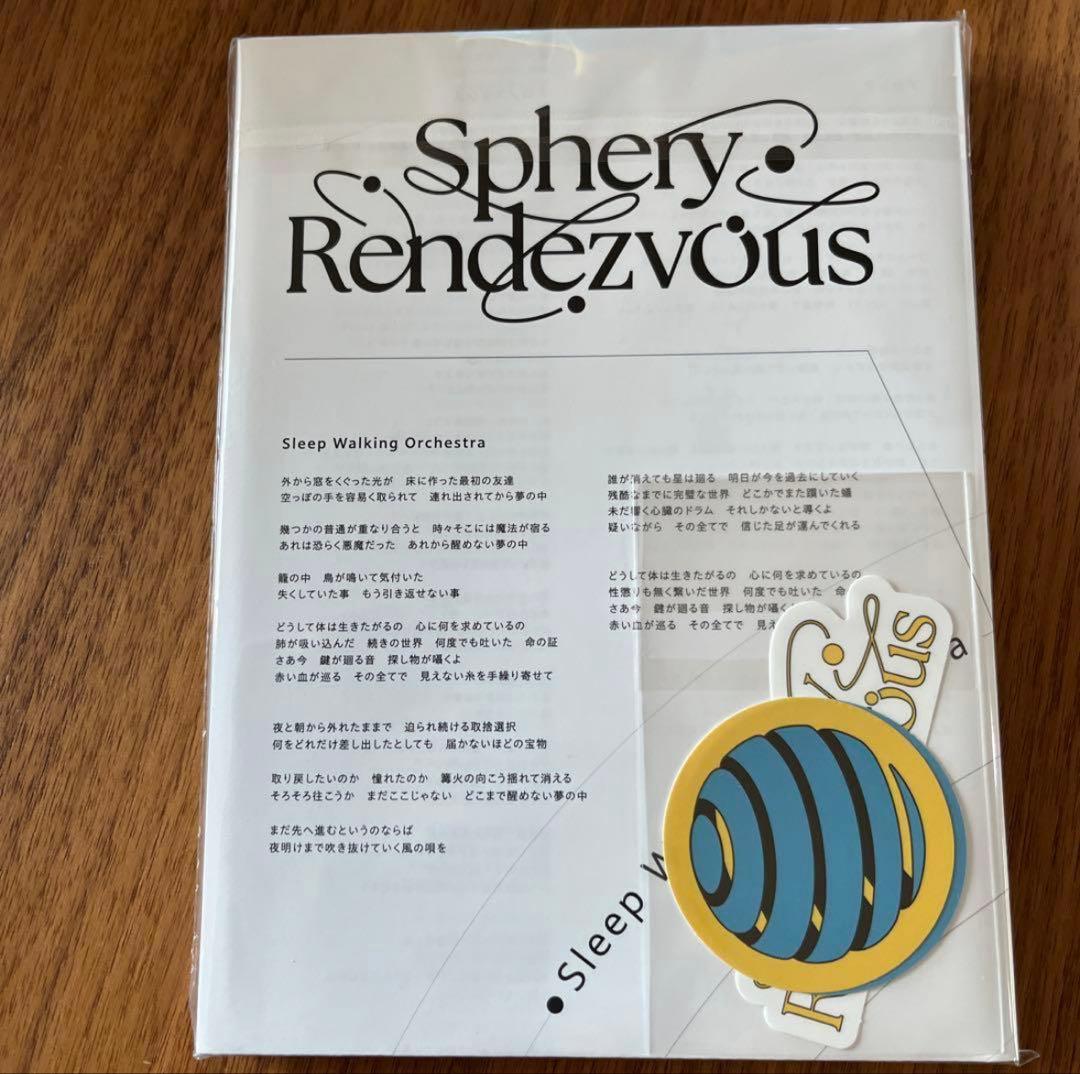 Sphery
Rendezvous
Sleep Walking Orchestra
外から窓をくぐった光が　床に作った最初の友達
空っぽの手を容易く取られて　連れ出されてから夢の中
幾つかの普通が重なり合うと　時々そこには魔法が宿る
あれは恐らく悪魔だった　あれから醒めない夢の中
籠の中　鳥が鳴いて気付いた
失くしていた事　もう引き返せない事
どうして体は生きたがるの　心に何を求めているの
肺が吸い込んだ　続きの世界　何度でも吐いた　命の証
さあ今　鍵が廻る音　探し物が囁くよ
赤い血が巡る　その全てで　見えない糸を手繰り寄せて
夜と朝から外れたままで　迫られ続ける取捨選択
何をどれだけ差し出したとしても　届かないほどの宝物
取り戻したいのか　憧れたのか　篝火の向こう揺れて消える
そろそろ往こうか　まだここじゃない　どこまで醒めない夢の中
まだ先へ進むというのならば
夜明けまで吹き抜けていく風の唄を
誰が消えても星は廻る　明日が今を過去にしていく
残酷なまでに完璧な世界　どこかでまた躓いた蟻
未だ響く心臓のドラム　それしかないと導くよ
疑いながら　その全てで　信じた足が運んでくれる
どうして体は生きたがるの　心に何を求めているの
性懲りも無く繋いだ世界　何度でも吐いた　命
さあ今　鍵が廻る音　探し物が囁く
赤い血が巡る　その全てで　見え
Sleep W
a
ous
R